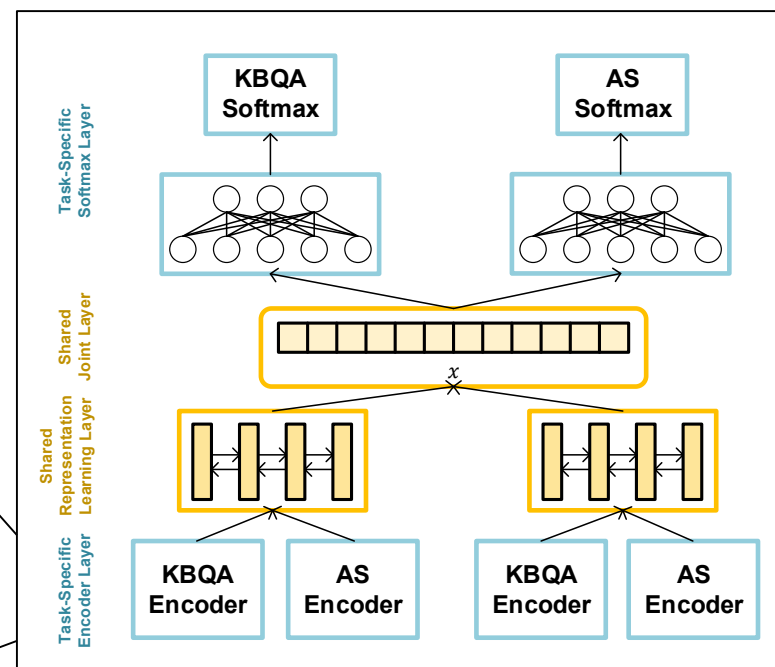 Task-Specific
Softmax Layer
KBQA
Softmax
AS
Softmax
Shared
Joint Layer
x
Shared
Representation
Learning Layer
Task-Specific
Encoder Layer
KBQA
Encoder
AS
Encoder
KBQA
Encoder
AS
Encoder